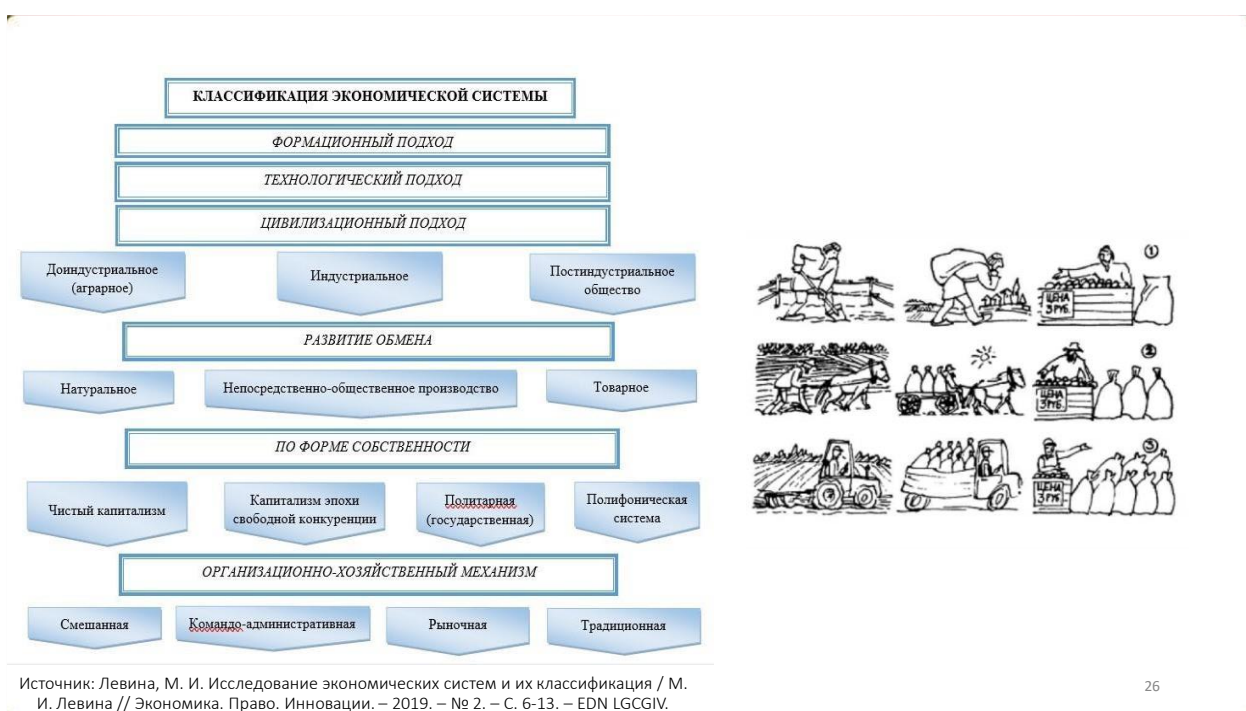 КЛАССИФИКАЦИЯ ЭКОНОМИЧЕСКОЙ СИСТЕМЫ
ФОРМАЦИОННЫЙ ПОДХОД
ТЕХНОЛОГИЧЕСКИЙ ПОДХОД
ЦИВИЛИЗАЦИОННЫЙ ПОДХОД
Доиндустриальное
(аграрное)
Индустриальное
Постиндустриальное
общество
РАЗВИТИЕ ОБМЕНА
Натуральное
Непосредственно-общественное производство
Товарное
ПО ФОРМЕ СОБСТВЕННОСТИ
Чистый капитализм
Капитализм эпохи
свободной конкуренции
Политарная
(государственная)
Полифоническая
система
ОРГАНИЗАЦИОННО-ХОЗЯЙСТВЕННЫЙ МЕХАНИЗМ
Смешанная
Командо-административная
Рыночная
Традиционная
1
ЦЕНА
3 РУБ.
2
ЦЕНА
3 РУБ.
3
ЦЕНА
3 РУБ
Источник: Левина, М. И. Исследование экономических систем и их классификация / М.
И. Левина // Экономика. Право. Инновации. – 2019. – № 2. – С. 6-13. – EDN LGCGIV.
26